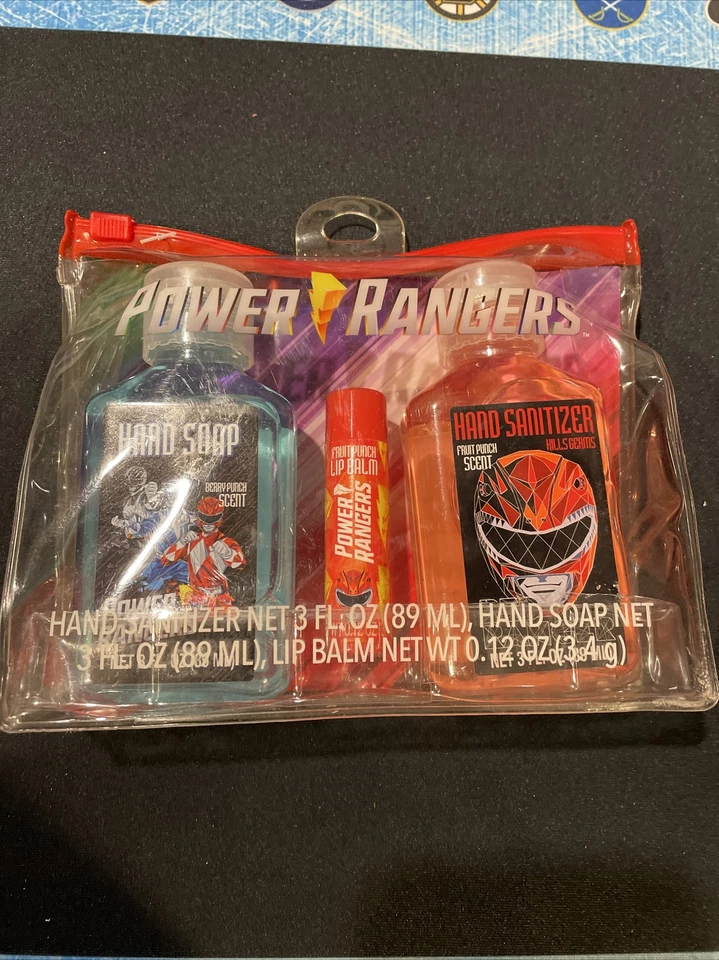 POWER RANGERS™
HAND SOAP
BERRY PUNCH
SCENT
POWER
FRUIT PUNCH
LIP BALM
POWER
RANGERS
HAND SANITIZER
KILLS GERMS
FRUIT PUNCH
SCENT
HAND SANITIZER NET 3 FL. OZ (89 ML), HAND SOAP NET
3 FL. OZ (89 ML), LIP BALM NET WT 0.12 OZ (3.4 g)